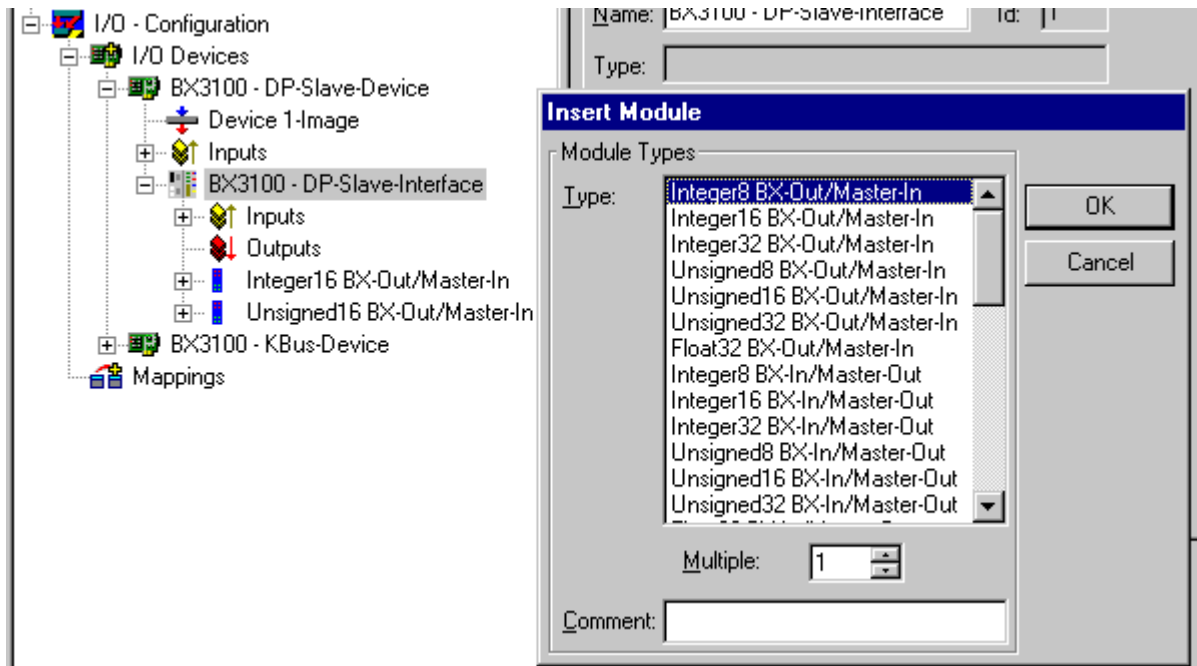 I/O - Configuration
I/O Devices
BX3100 - DP-Slave-Device
Device 1-Image
Inputs
BX3100 - DP-Slave-Interface
Inputs
Outputs
Integer16 BX-Out/Master-In
Unsigned16 BX-Out/Master-In
BX3100 - KBus-Device
Mappings
Name: BX3100 - DP-Slave-Interface Id: 1
Type:
Insert Module
Module Types
Type:
Integer8 BX-Out/Master-In
Integer16 BX-Out/Master-In
Integer32 BX-Out/Master-In
Unsigned8 BX-Out/Master-In
Unsigned16 BX-Out/Master-In
Unsigned32 BX-Out/Master-In
Float32 BX-Out/Master-In
Integer8 BX-In/Master-Out
Integer16 BX-In/Master-Out
Integer32 BX-In/Master-Out
Unsigned8 BX-In/Master-Out
Unsigned16 BX-In/Master-Out
Unsigned32 BX-In/Master-Out
Multiple: 1
Comment:
OK
Cancel